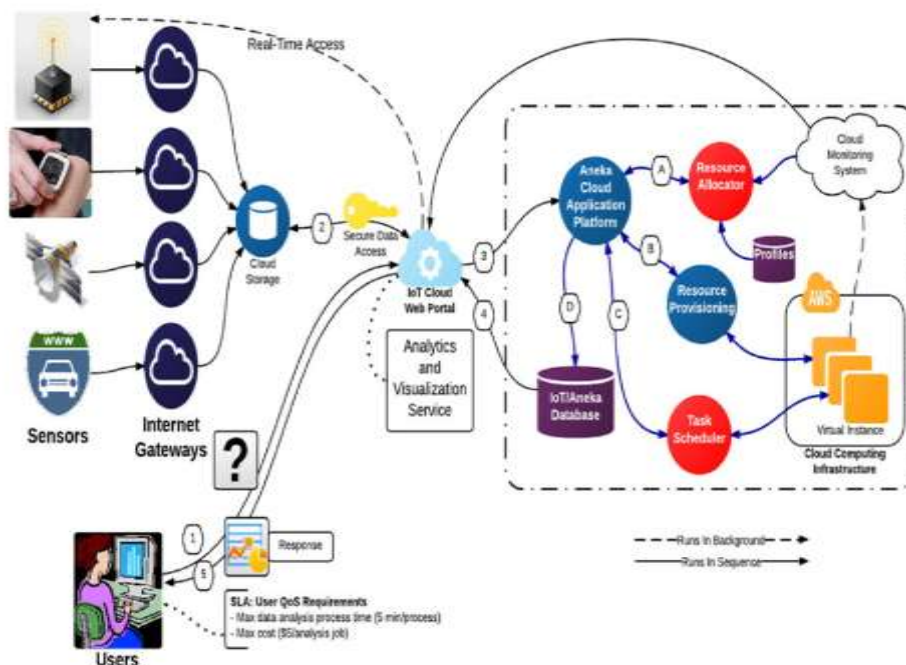 Real-Time Access
Cloud
Monitoring
System
Aneka
Cloud
Application
Platform
A
Resource
Allocator
2
Secure Data
Access
Cloud
Storage
3
IoT Cloud
Web Portal
B
Profiles
AWS
4
D
C
Resource
Provisioning
WWW
Analytics
and
Visualization
Service
IoT/Aneka
Database
Task
Scheduler
Virtual Instance
Cloud Computing
Infrastructure
Sensors
Internet
Gateways
?
1
5
Response
Runs In Background
Runs In Sequence
SLA: User QoS Requirements
- Max data analysis process time (5 min/process)
- Max cost ($5/analysis job)
Users